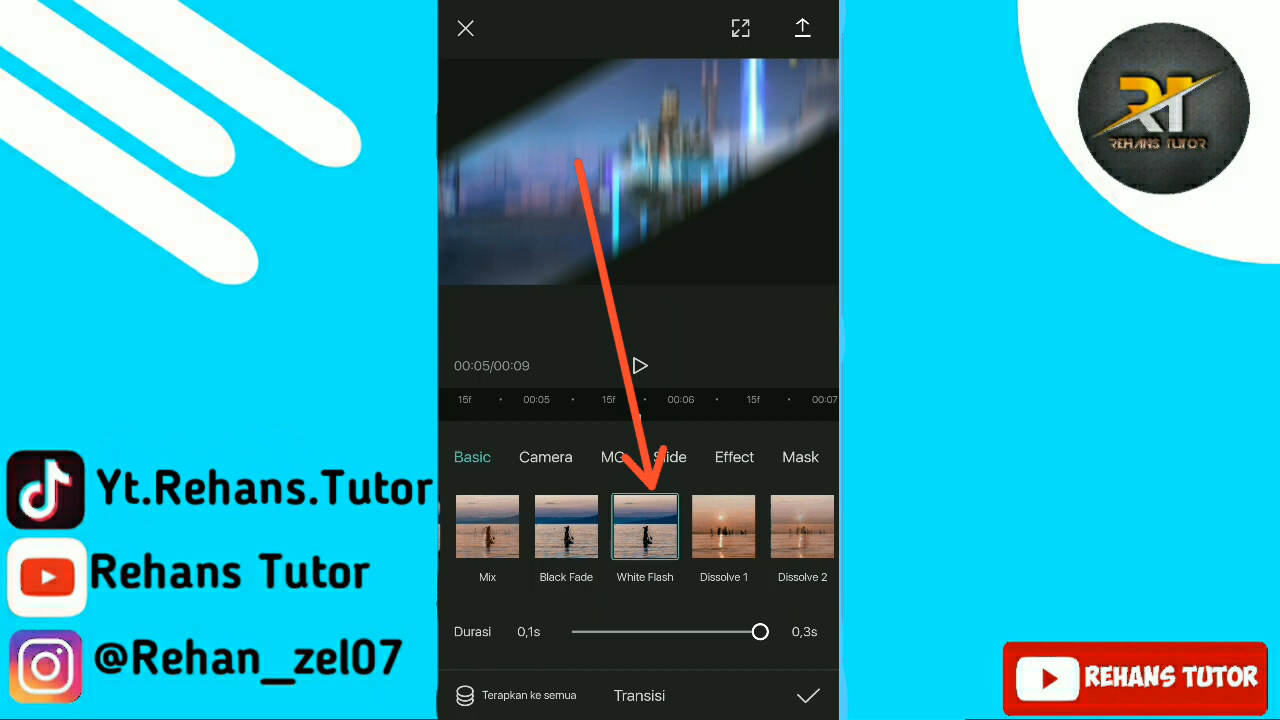 RT
REHANS TUTOR
00:05/00:09
15f 00:05 15f 00:06 15f 00:07
Basic Camera MG Slide Effect Mask
Mix Black Fade White Flash Dissolve 1 Dissolve 2
Durasi 0,1s 0,3s
Terapkan ke semua Transisi
Yt.Rehans.Tutor
Rehans Tutor
@Rehan_zel07
REHANS TUTOR